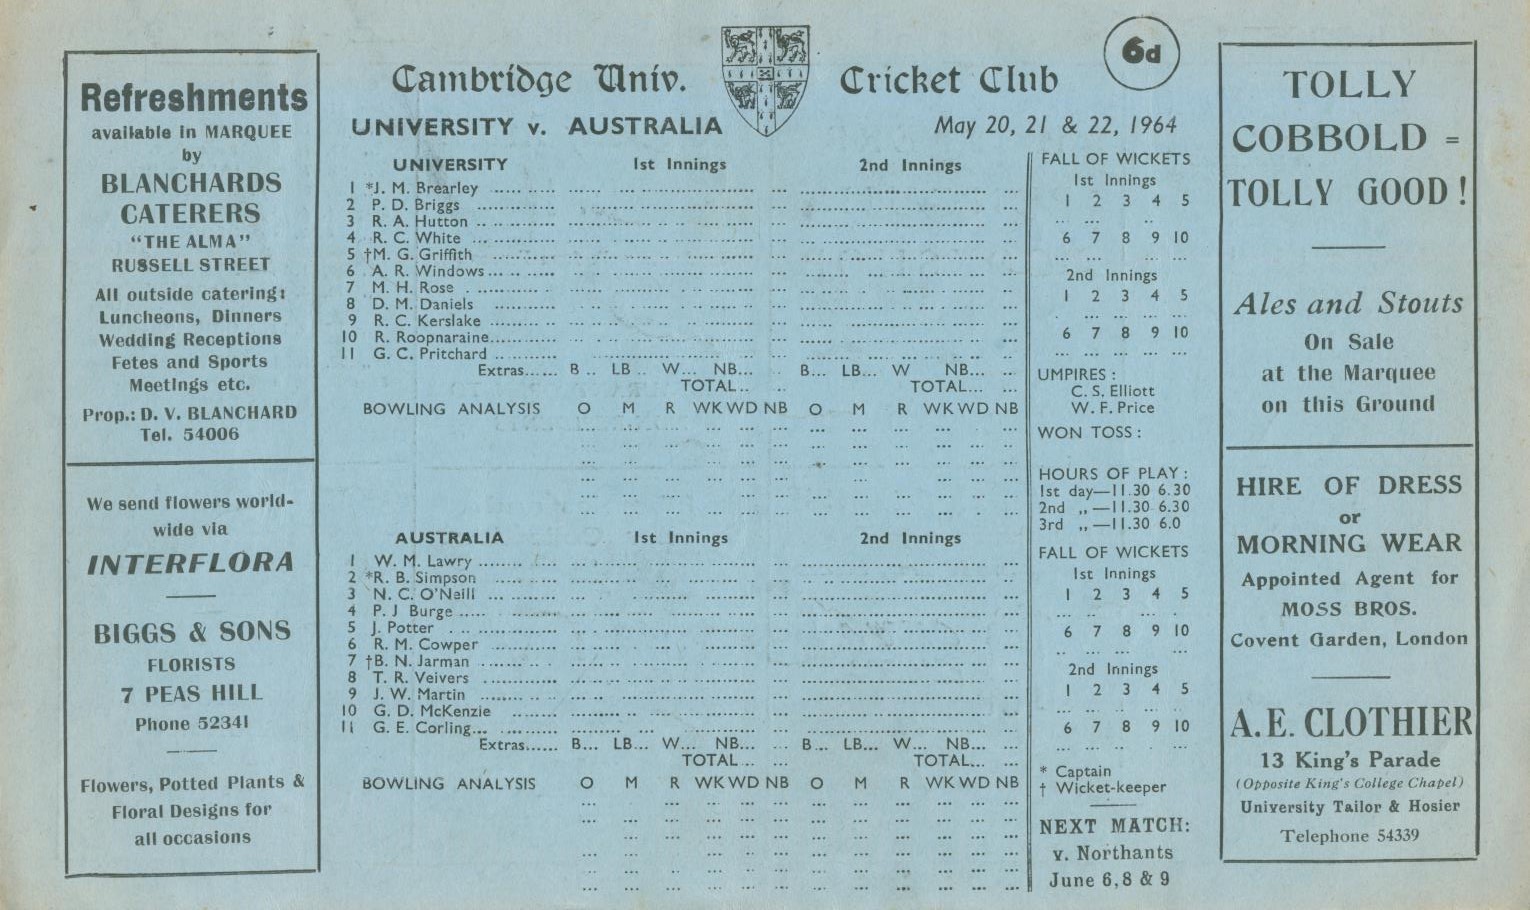 Refreshments
available in MARQUEE
by
BLANCHARDS
CATERERS
"THE ALMA"
RUSSELL STREET
All outside catering:
Luncheons, Dinners
Wedding Receptions
Fetes and Sports
Meetings etc.
Prop.: D. V. BLANCHARD
Tel. 54006
We send flowers world-
wide via
INTERFLORA
BIGGS & SONS
FLORISTS
7 PEAS HILL
Phone 52341
Flowers, Potted Plants &
Floral Designs for
all occasions
Cambridge Univ. Cricket Club
6d
UNIVERSITY v. AUSTRALIA May 20, 21 & 22, 1964
UNIVERSITY 1st Innings 2nd Innings
1 *J. M. Brearley
2 P. D. Briggs
3 R. A. Hutton
4 R. C. White
5 †M. G. Griffith
6 A. R. Windows
7 M. H. Rose
8 D. M. Daniels
9 R. C. Kerslake
10 R. Roopnaraine
11 G. C. Pritchard
Extras...... B... LB... W... NB... B... LB... W NB...
TOTAL... TOTAL...
BOWLING ANALYSIS O M R WK WD NB O M R WK WD NB
AUSTRALIA 1st Innings 2nd Innings
1 W. M. Lawry
2 *R. B. Simpson
3 N. C. O'Neill
4 P. J Burge
5 J. Potter
6 R. M. Cowper
7 †B. N. Jarman
8 T. R. Veivers
9 J. W. Martin
10 G. D. McKenzie
11 G. E. Corling
Extras...... B... LB... W... NB... B... LB... W... NB...
TOTAL... TOTAL...
BOWLING ANALYSIS O M R WK WD NB O M R WK WD NB
FALL OF WICKETS
1st Innings
1 2 3 4 5
6 7 8 9 10
2nd Innings
1 2 3 4 5
6 7 8 9 10
UMPIRES :
C. S. Elliott
W. F. Price
WON TOSS :
HOURS OF PLAY :
1st day—11.30 6.30
2nd ,, —11.30 6.30
3rd ,, —11.30 6.0
FALL OF WICKETS
1st Innings
1 2 3 4 5
6 7 8 9 10
2nd Innings
1 2 3 4 5
6 7 8 9 10
* Captain
† Wicket-keeper
NEXT MATCH:
v. Northants
June 6, 8 & 9
TOLLY
COBBOLD =
TOLLY GOOD !
Ales and Stouts
On Sale
at the Marquee
on this Ground
HIRE OF DRESS
or
MORNING WEAR
Appointed Agent for
MOSS BROS.
Covent Garden, London
A. E. CLOTHIER
13 King's Parade
(Opposite King's College Chapel)
University Tailor & Hosier
Telephone 54339